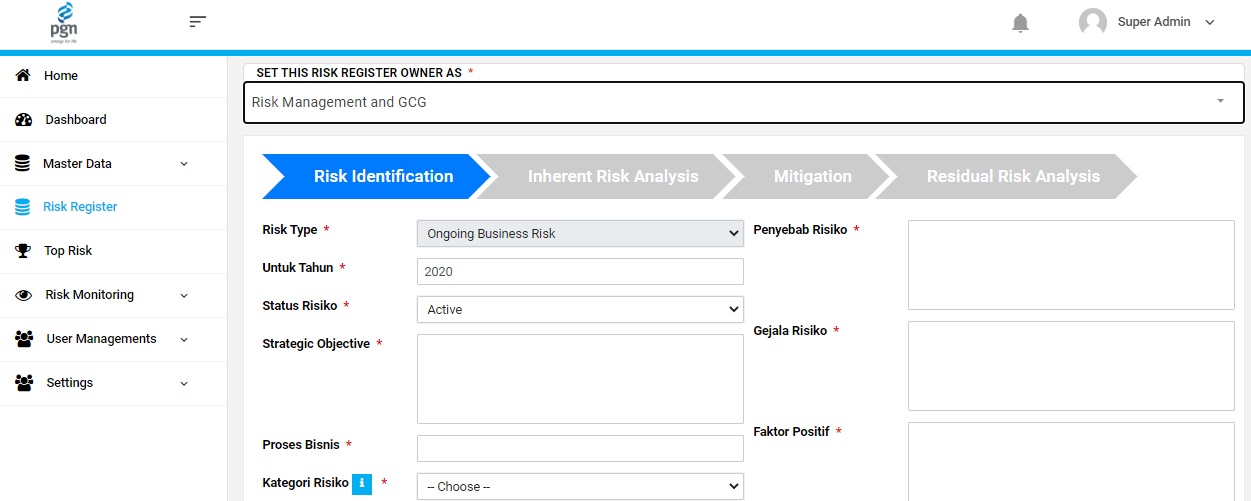 pgn
energy for life
Super Admin
Home
Dashboard
Master Data
Risk Register
Top Risk
Risk Monitoring
User Managements
Settings
SET THIS RISK REGISTER OWNER AS *
Risk Management and GCG
Risk Identification
Inherent Risk Analysis
Mitigation
Residual Risk Analysis
Risk Type *
Ongoing Business Risk
Untuk Tahun *
2020
Status Risiko *
Active
Strategic Objective *
Proses Bisnis *
Kategori Risiko i *
-- Choose --
Penyebab Risiko *
Gejala Risiko *
Faktor Positif *